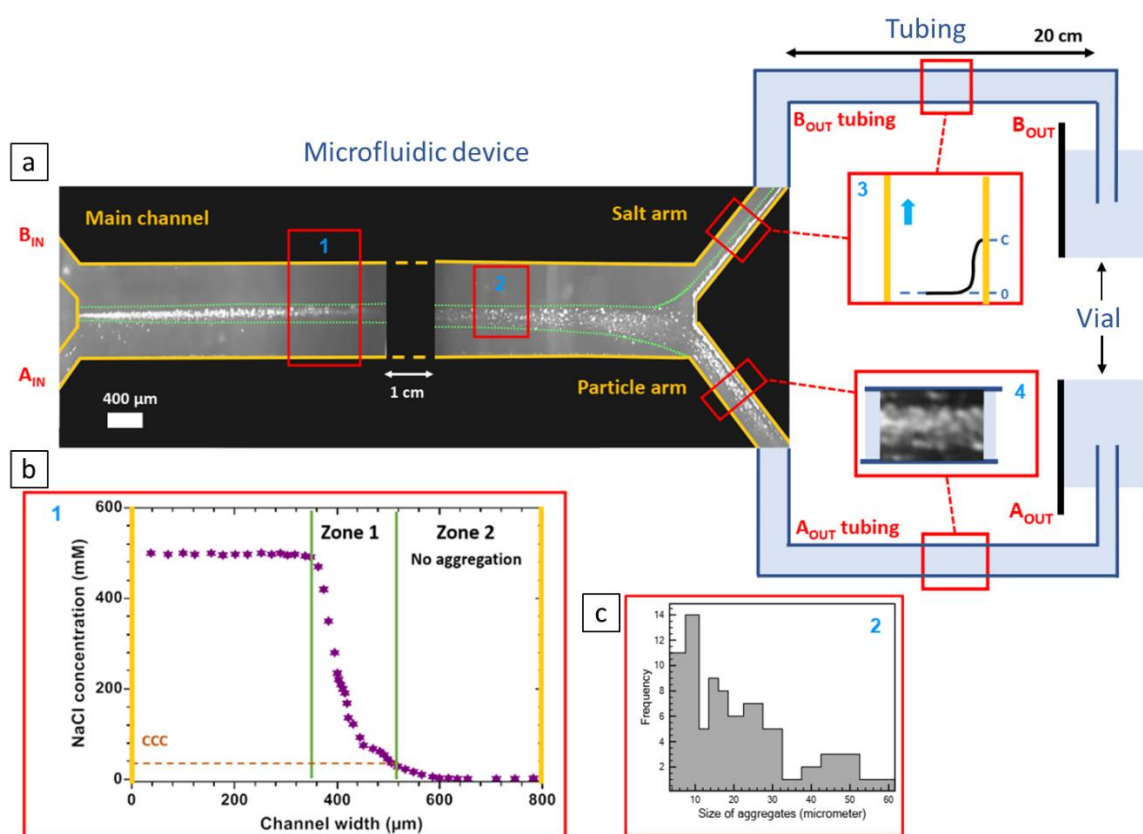 Tubing
20 cm
B_OUT tubing
B_OUT
a
Microfluidic device
B_IN
Main channel
Salt arm
3
C
0
1
2
Vial
A_IN
400 µm
1 cm
Particle arm
4
b
A_OUT tubing
A_OUT
1
600
400
200
0
NaCl concentration (mM)
Zone 1
Zone 2
No aggregation
CCC
0 200 400 600 800
Channel width (µm)
c
2
14
12
10
8
6
4
2
Frequency
10 20 30 40 50 60
Size of aggregates (micrometer)